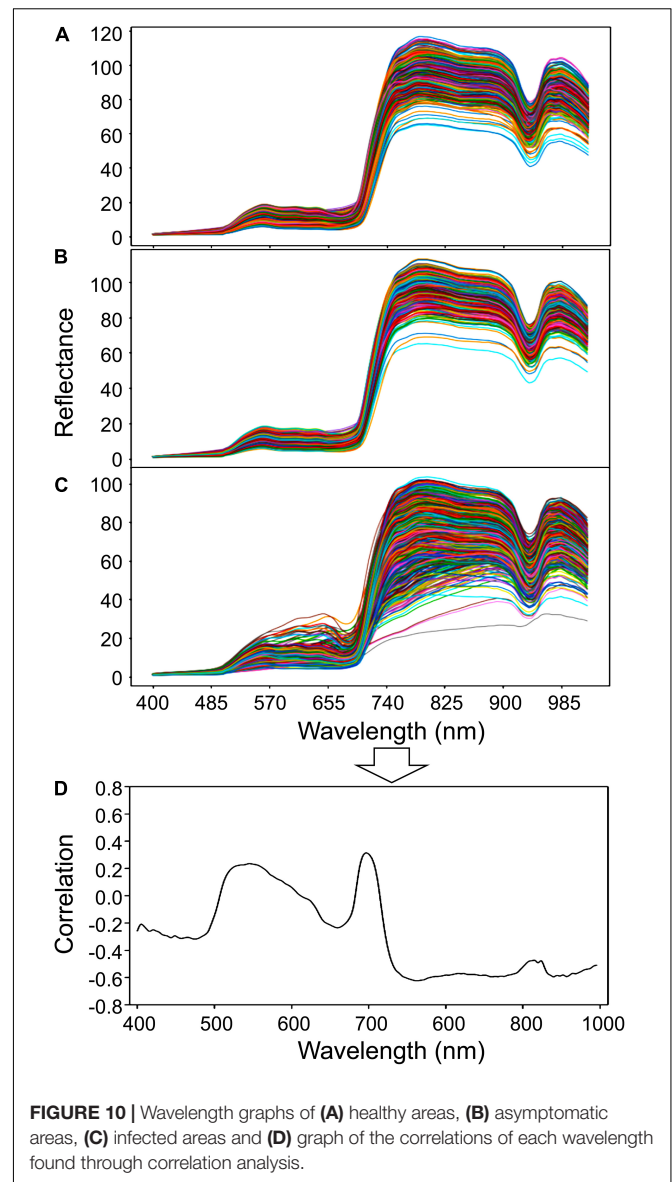 A
120
100
80
60
40
20
0
B
100
80
60
40
20
0
Reflectance
C
100
80
60
40
20
0
400 485 570 655 740 825 900 985
Wavelength (nm)
D
0.8
0.6
0.4
0.2
0.0
-0.2
-0.4
-0.6
-0.8
Correlation
400 500 600 700 600 800 1000
Wavelength (nm)
FIGURE 10 | Wavelength graphs of (A) healthy areas, (B) asymptomatic
areas, (C) infected areas and (D) graph of the correlations of each wavelength
found through correlation analysis.